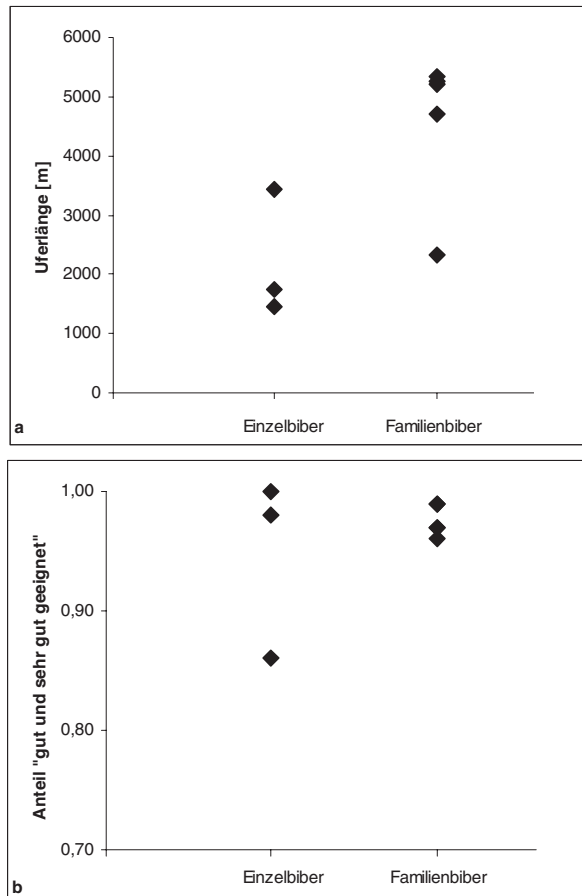 6000
5000
4000
3000
2000
1000
0
Uferlänge [m]
Einzelbiber Familienbiber
a
1,00
0,90
0,80
0,70
Anteil "gut und sehr gut geeignet"
Einzelbiber Familienbiber
b